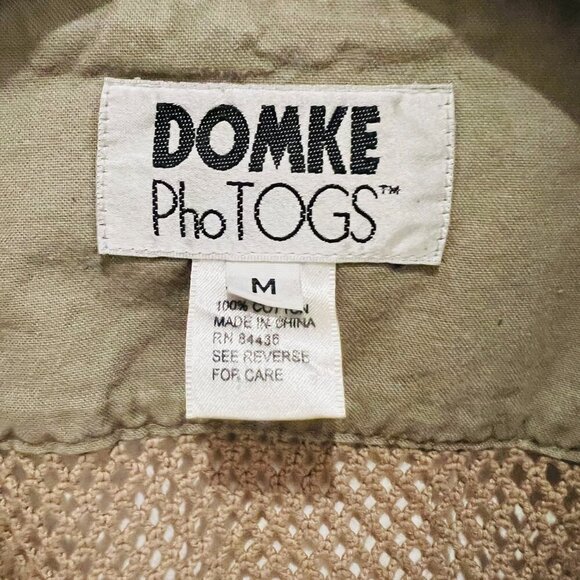 DOMKE
PhoTOGS™
M
100% COTTON
MADE IN CHINA
RN 84436
SEE REVERSE
FOR CARE